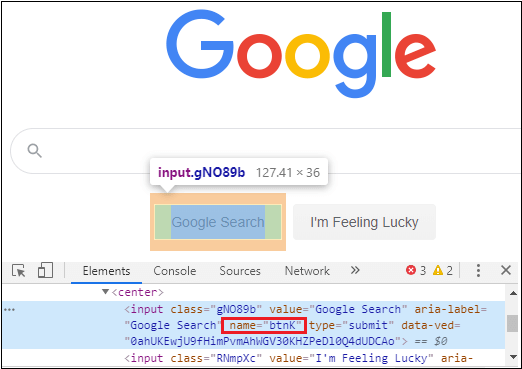 Google
input.gNO89b 127.41 × 36
Google Search I'm Feeling Lucky
Elements Console Sources Network » 3 2
<center>
... <input class="gNO89b" value="Google Search" aria-label=
"Google Search" name="btnK" type="submit" data-ved=
"0ahUKEwjU9fHimPvmAhWGV30KHZPeDl0Q4dUDCAo"> == $0
<input class="RNmpXc" value="I'm Feeling Lucky" aria-